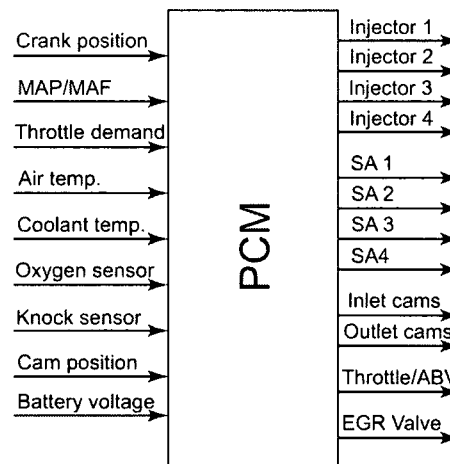 Crank position
MAP/MAF
Throttle demand
Air temp.
Coolant temp.
Oxygen sensor
Knock sensor
Cam position
Battery voltage
PCM
Injector 1
Injector 2
Injector 3
Injector 4
SA 1
SA 2
SA 3
SA4
Inlet cams
Outlet cams
Throttle/ABV
EGR Valve